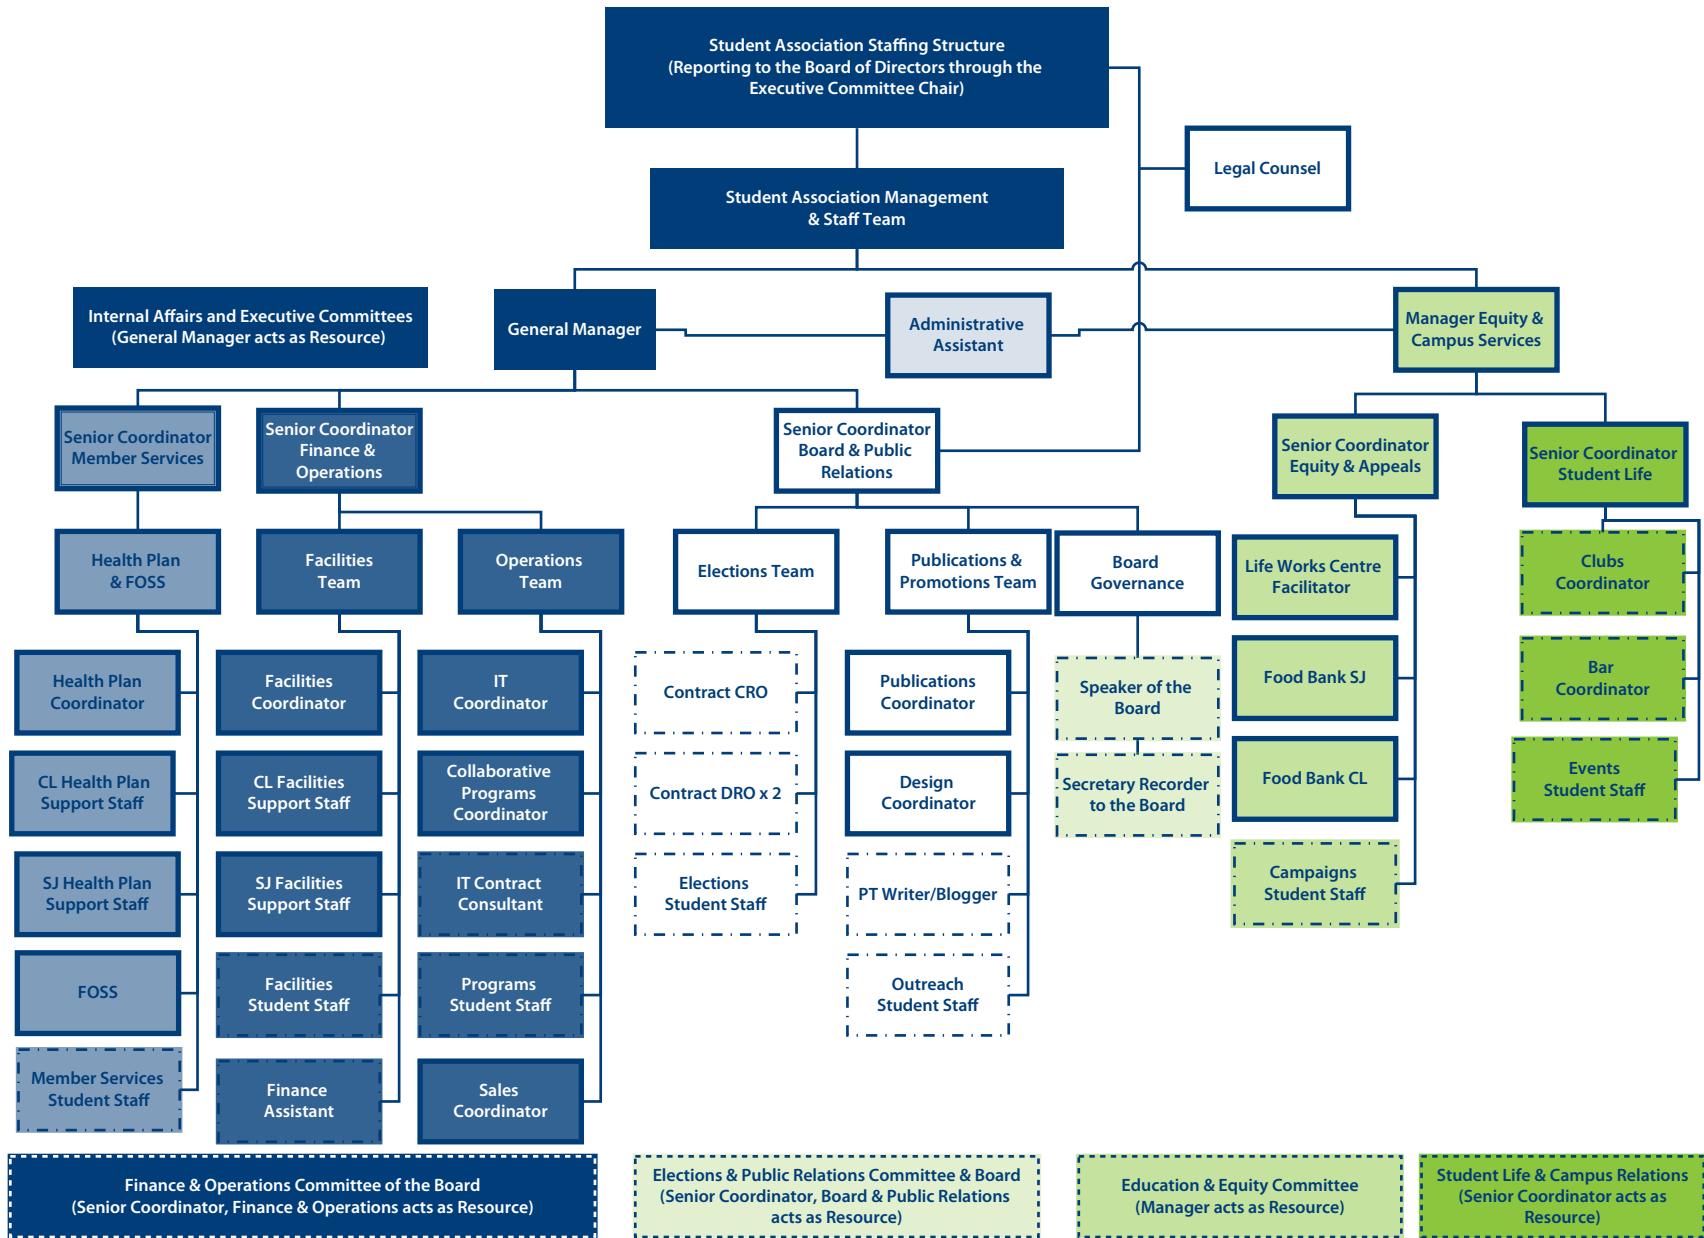 Student Association Staffing Structure
(Reporting to the Board of Directors through the
Executive Committee Chair)
Legal Counsel
Student Association Management
& Staff Team
Internal Affairs and Executive Committees
(General Manager acts as Resource)
General Manager
Administrative
Assistant
Manager Equity &
Campus Services
Senior Coordinator
Member Services
Senior Coordinator
Finance &
Operations
Senior Coordinator
Board & Public
Relations
Senior Coordinator
Equity & Appeals
Senior Coordinator
Student Life
Health Plan
& FOSS
Facilities
Team
Operations
Team
Elections Team
Publications &
Promotions Team
Board
Governance
Life Works Centre
Facilitator
Clubs
Coordinator
Health Plan
Coordinator
Facilities
Coordinator
IT
Coordinator
Contract CRO
Publications
Coordinator
Speaker of the
Board
Food Bank SJ
Bar
Coordinator
CL Health Plan
Support Staff
CL Facilities
Support Staff
Collaborative
Programs
Coordinator
Contract DRO x 2
Design
Coordinator
Secretary Recorder
to the Board
Food Bank CL
Events
Student Staff
SJ Health Plan
Support Staff
SJ Facilities
Support Staff
IT Contract
Consultant
Elections
Student Staff
PT Writer/Blogger
Campaigns
Student Staff
FOSS
Facilities
Student Staff
Programs
Student Staff
Outreach
Student Staff
Member Services
Student Staff
Finance
Assistant
Sales
Coordinator
Finance & Operations Committee of the Board
(Senior Coordinator, Finance & Operations acts as Resource)
Elections & Public Relations Committee & Board
(Senior Coordinator, Board & Public Relations
acts as Resource)
Education & Equity Committee
(Manager acts as Resource)
Student Life & Campus Relations
(Senior Coordinator acts as
Resource)